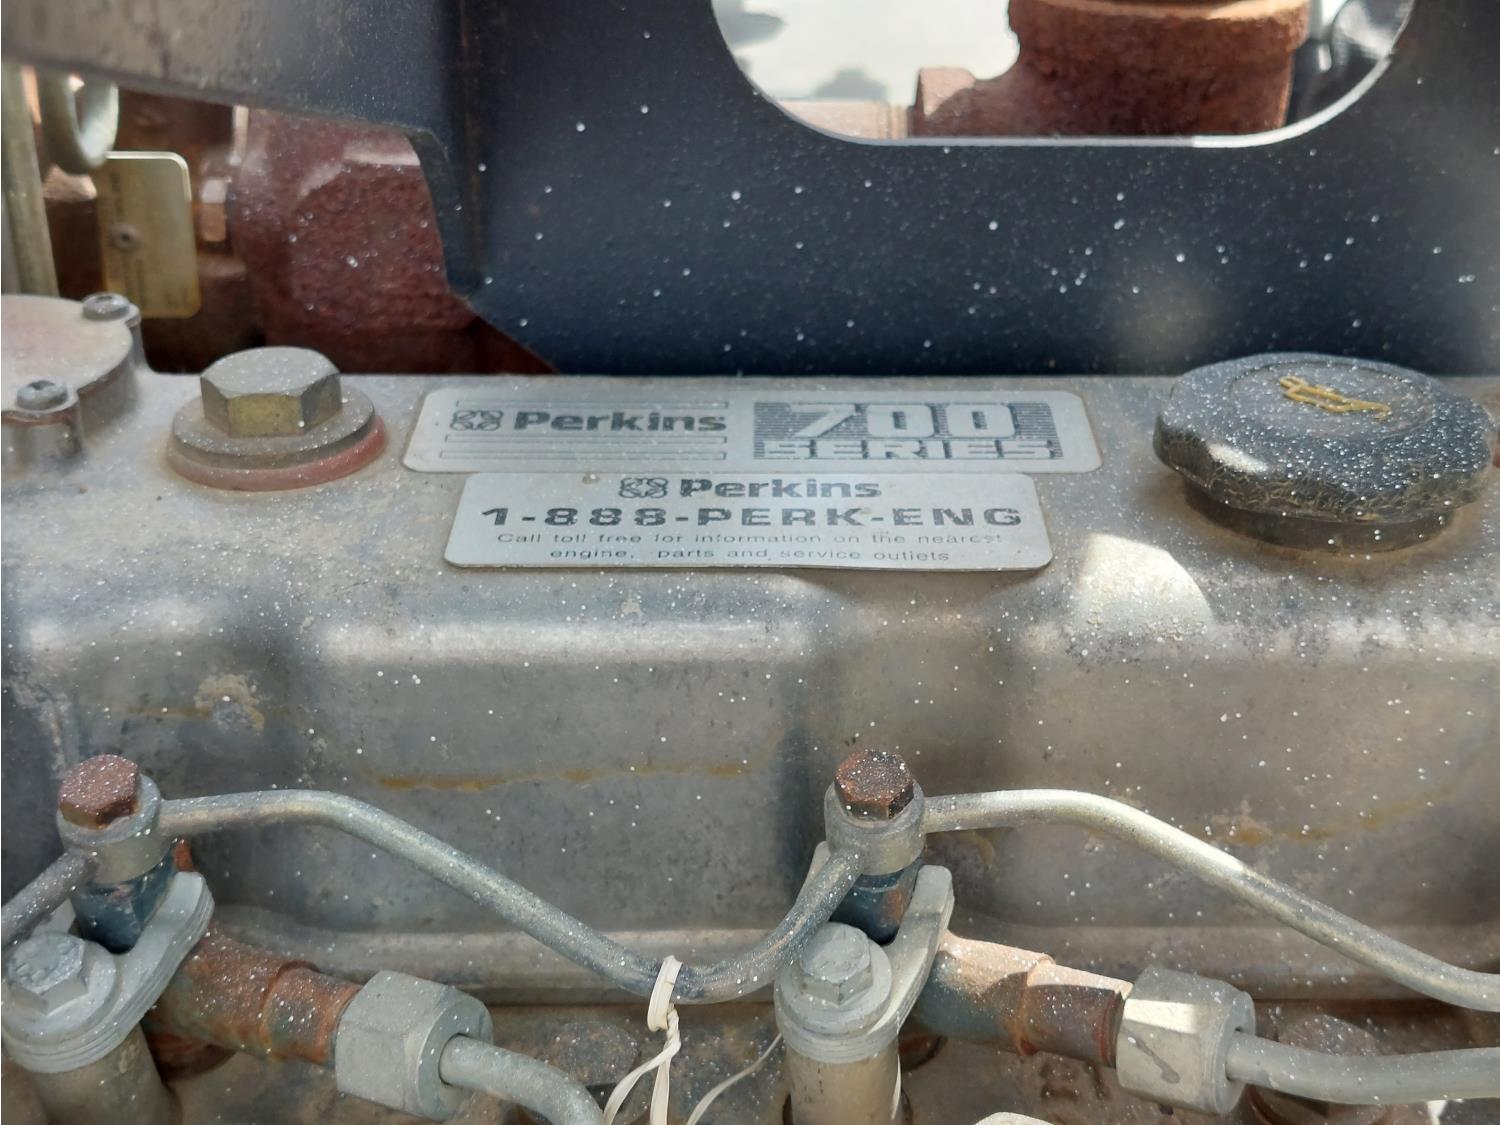 Perkins 700
SERIES
Perkins
1-888-PERK-ENG
Call toll free for information on the nearest
engine, parts and service outlets